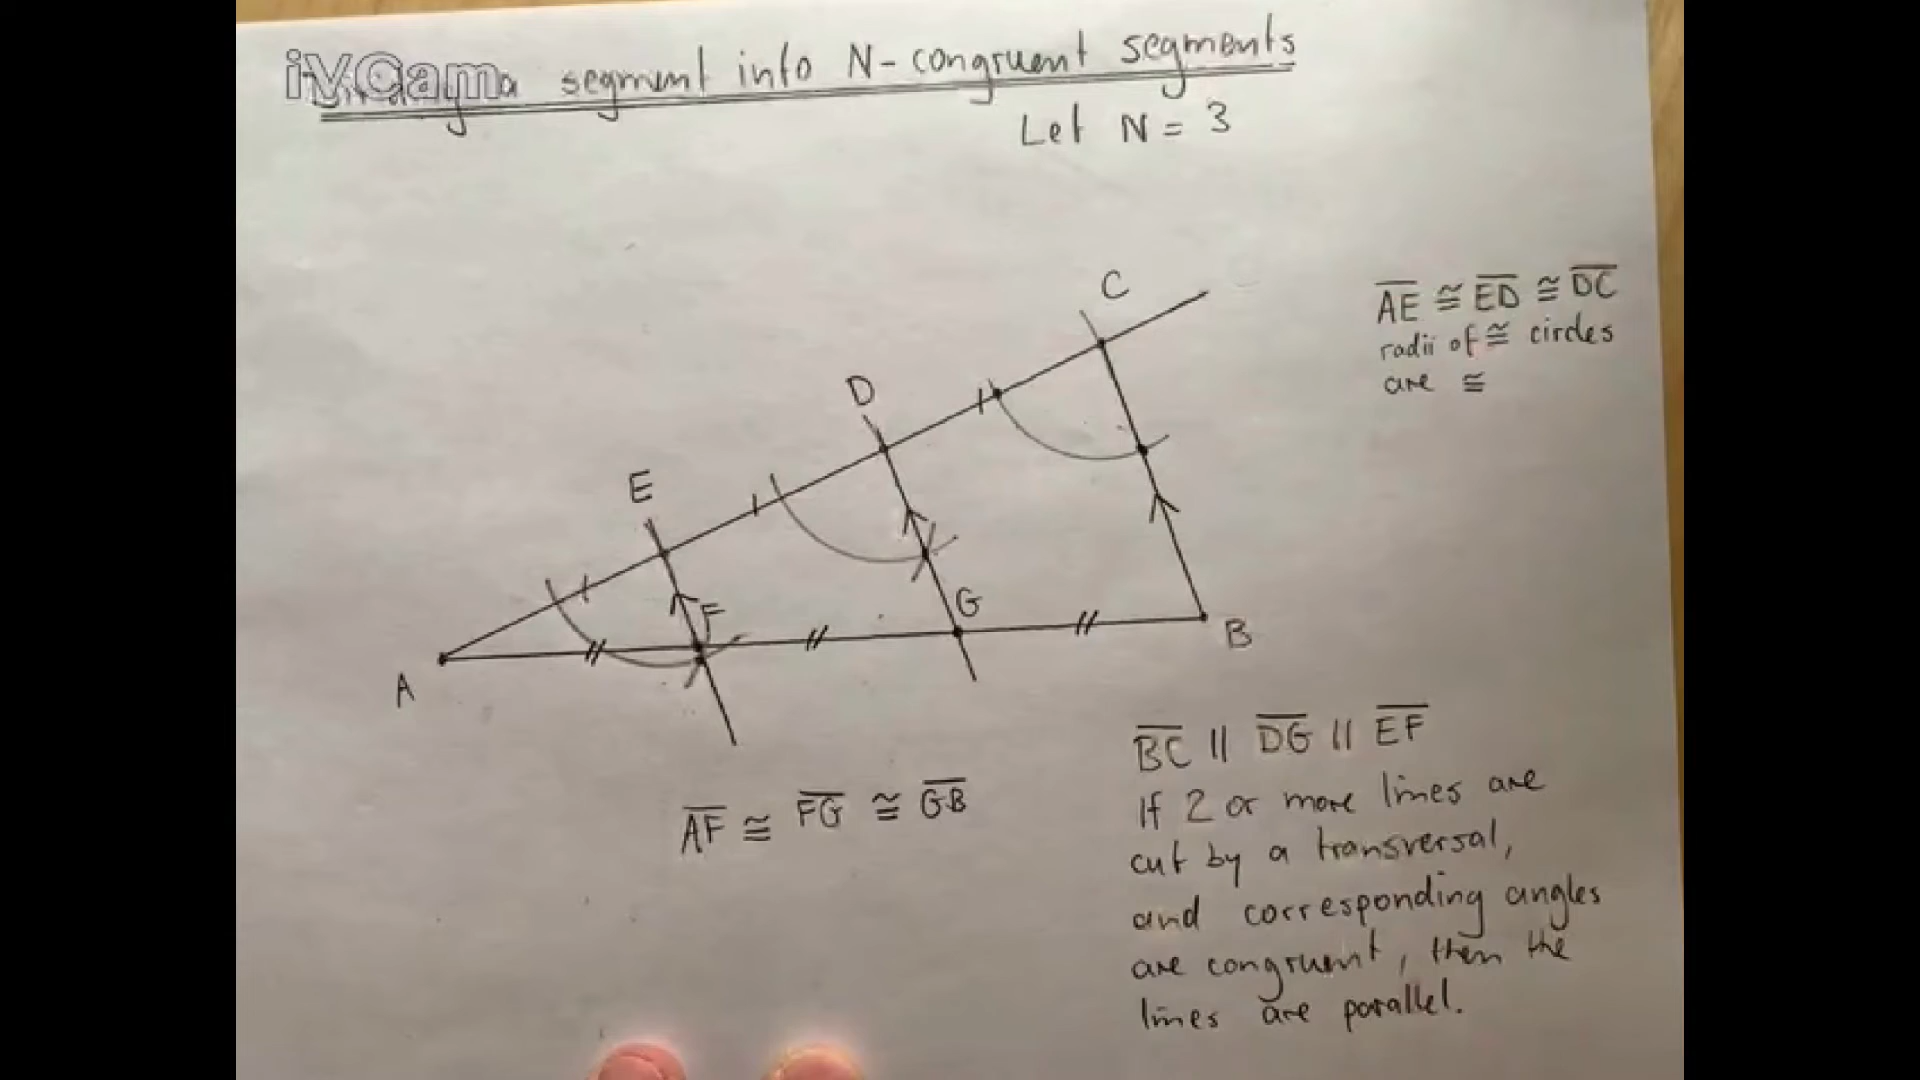 iVCam a segment into N-congruent segments
Let N = 3
C
D
E
F
G
A
B
AE ≅ ED ≅ DC
radii of ≅ circles
are ≅
BC || DG || EF
If 2 or more lines are
cut by a transversal,
and corresponding angles
are congruent, then the
lines are parallel.
AF ≅ FG ≅ GB